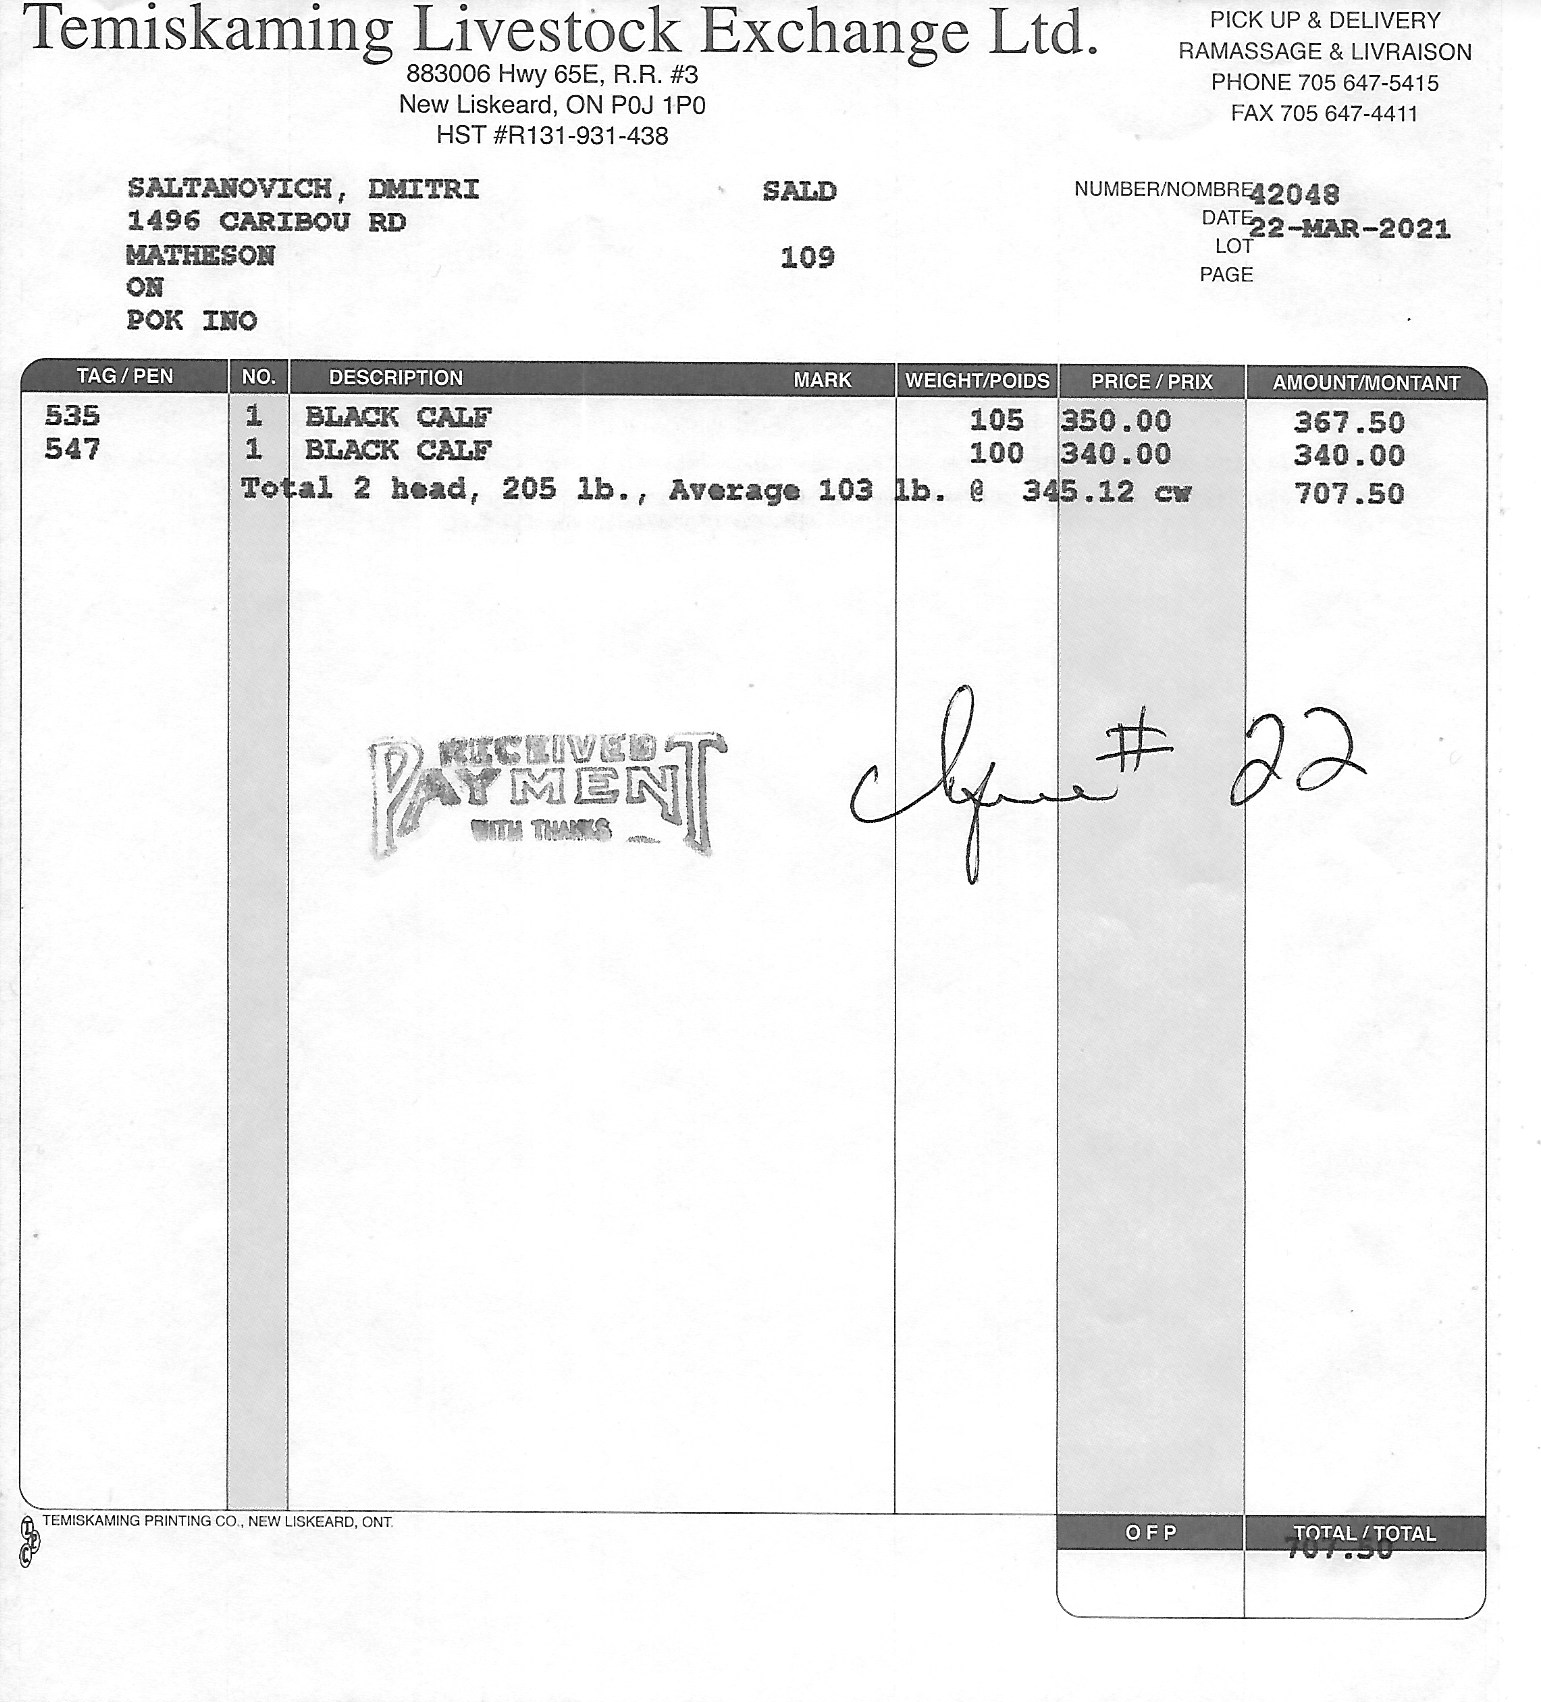 Temiskaming Livestock Exchange Ltd.
883006 Hwy 65E, R.R. #3
New Liskeard, ON P0J 1P0
HST #R131-931-438
PICK UP & DELIVERY
RAMASSAGE & LIVRAISON
PHONE 705 647-5415
FAX 705 647-4411
SALTANOVICH, DMITRI SALD
1496 CARIBOU RD
MATHESON 109
ON
POK INO
NUMBER/NOMBRE 42048
DATE 22-MAR-2021
LOT
PAGE
TAG / PEN NO. DESCRIPTION MARK WEIGHT/POIDS PRICE / PRIX AMOUNT/MONTANT
535 1 BLACK CALF 105 350.00 367.50
547 1 BLACK CALF 100 340.00 340.00
Total 2 head, 205 lb., Average 103 lb. @ 345.12 cw 707.50
RECEIVED
PAYMENT
WITH THANKS
# 22
TEMISKAMING PRINTING CO., NEW LISKEARD, ONT.
TPC
O F P TOTAL / TOTAL
707.50